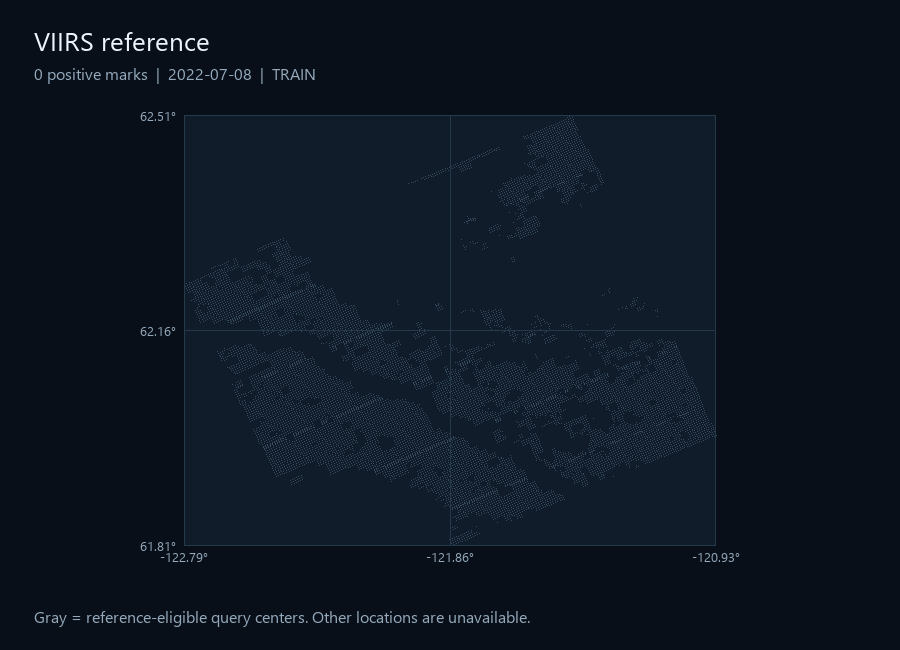 VIIRS reference
0 positive marks | 2022-07-08 | TRAIN
62.51°
62.16°
61.81°
-122.79°
-121.86°
-120.93°
Gray = reference-eligible query centers. Other locations are unavailable.